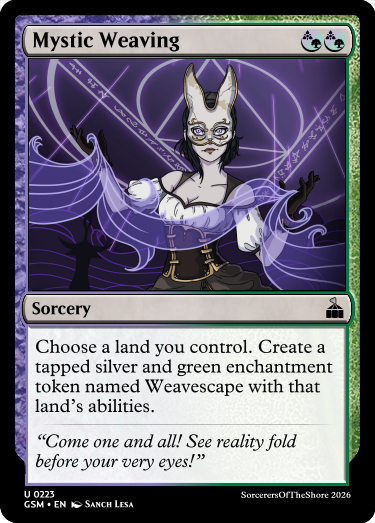 Mystic Weaving
Sorcery
Choose a land you control. Create a
tapped silver and green enchantment
token named Weavescape with that
land's abilities.
“Come one and all! See reality fold
before your very eyes!”
U 0223
GSM • EN Sanch Lesa
SorcerersOfTheShore 2026